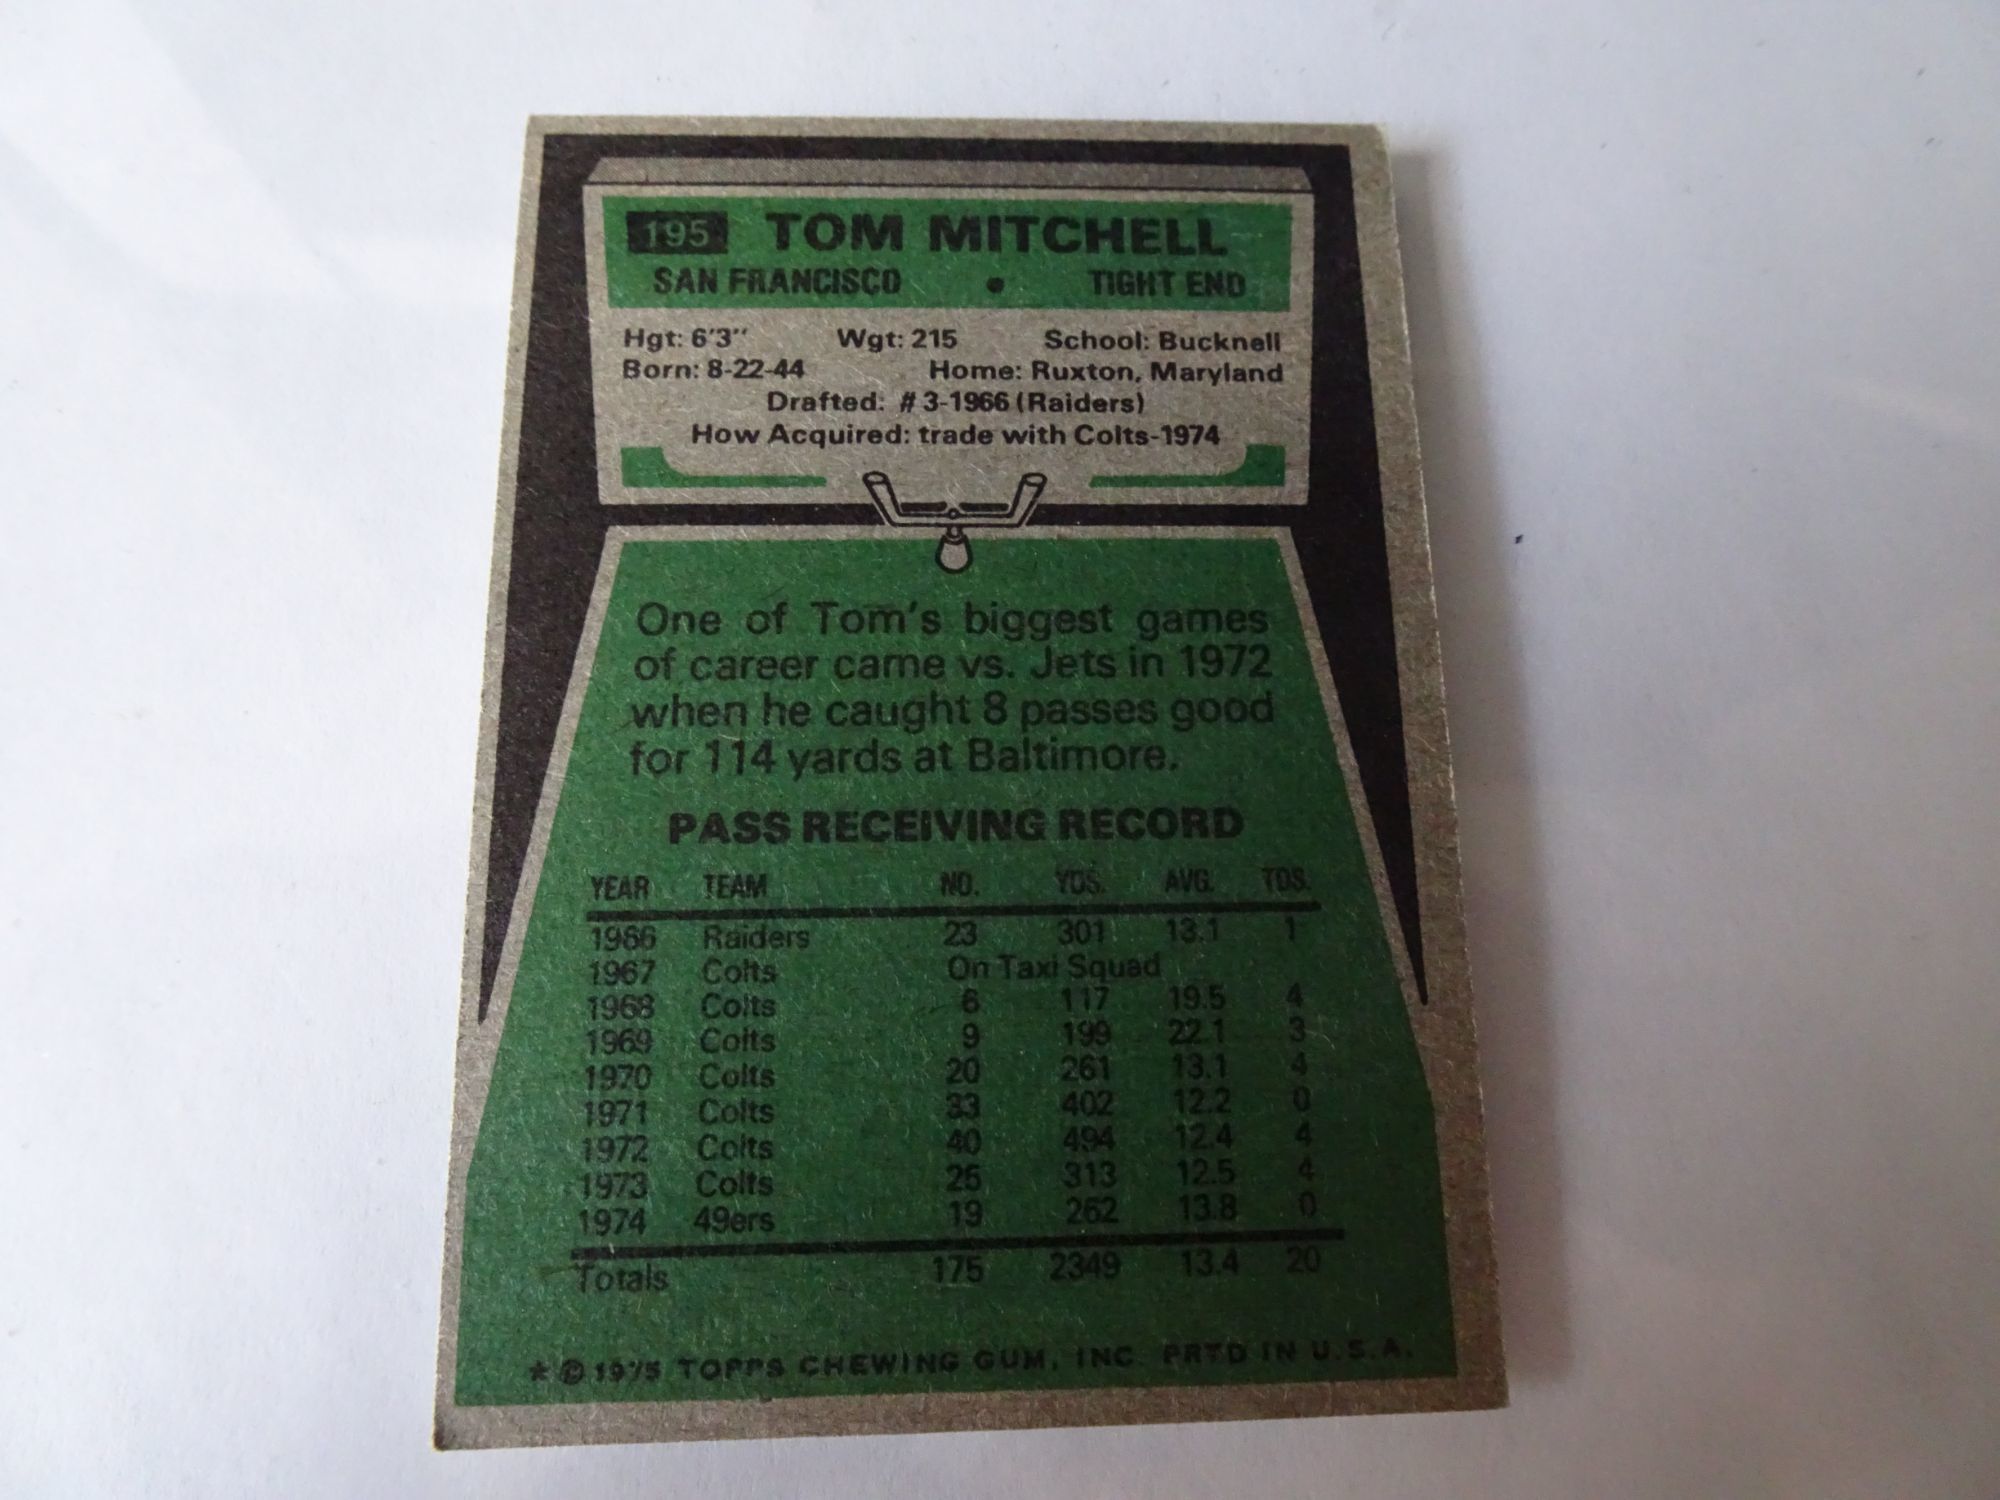 195 TOM MITCHELL
SAN FRANCISCO • TIGHT END
Hgt: 6'3" Wgt: 215 School: Bucknell
Born: 8-22-44 Home: Ruxton, Maryland
Drafted: #3-1966 (Raiders)
How Acquired: trade with Colts-1974
One of Tom's biggest games
of career came vs. Jets in 1972
when he caught 8 passes good
for 114 yards at Baltimore.
PASS RECEIVING RECORD
YEAR TEAM NO. YDS. AVG. TDS.
1966 Raiders 23 301 13.1 1
1967 Colts On Taxi Squad
1968 Colts 6 117 19.5 4
1969 Colts 9 199 22.1 3
1970 Colts 20 261 13.1 4
1971 Colts 33 402 12.2 0
1972 Colts 40 494 12.4 4
1973 Colts 25 313 12.5 4
1974 49ers 19 262 13.8 0
Totals 175 2349 13.4 20
* © 1975 TOPPS CHEWING GUM, INC. PRTD IN U.S.A.